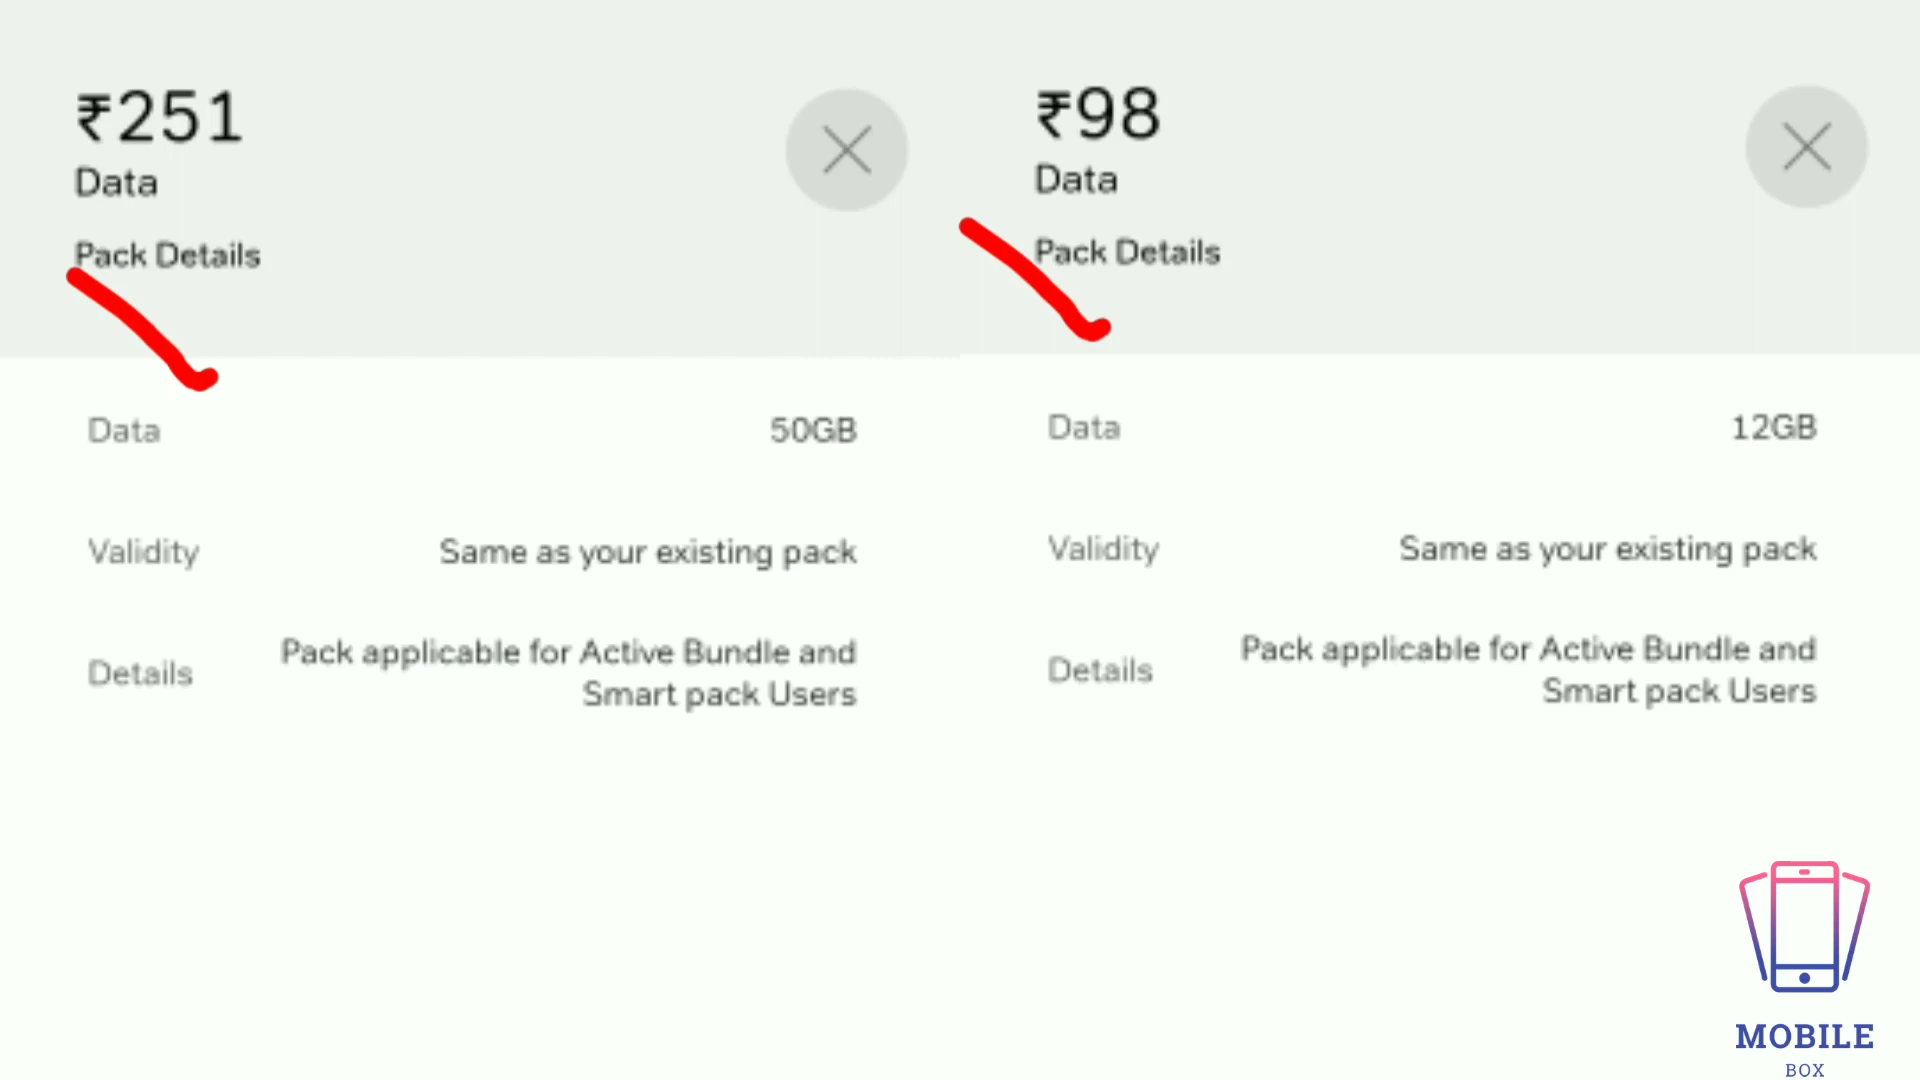 ₹251
Data
Pack Details
Data 50GB
Validity Same as your existing pack
Details Pack applicable for Active Bundle and
Smart pack Users
₹98
Data
Pack Details
Data 12GB
Validity Same as your existing pack
Details Pack applicable for Active Bundle and
Smart pack Users
MOBILE
BOX